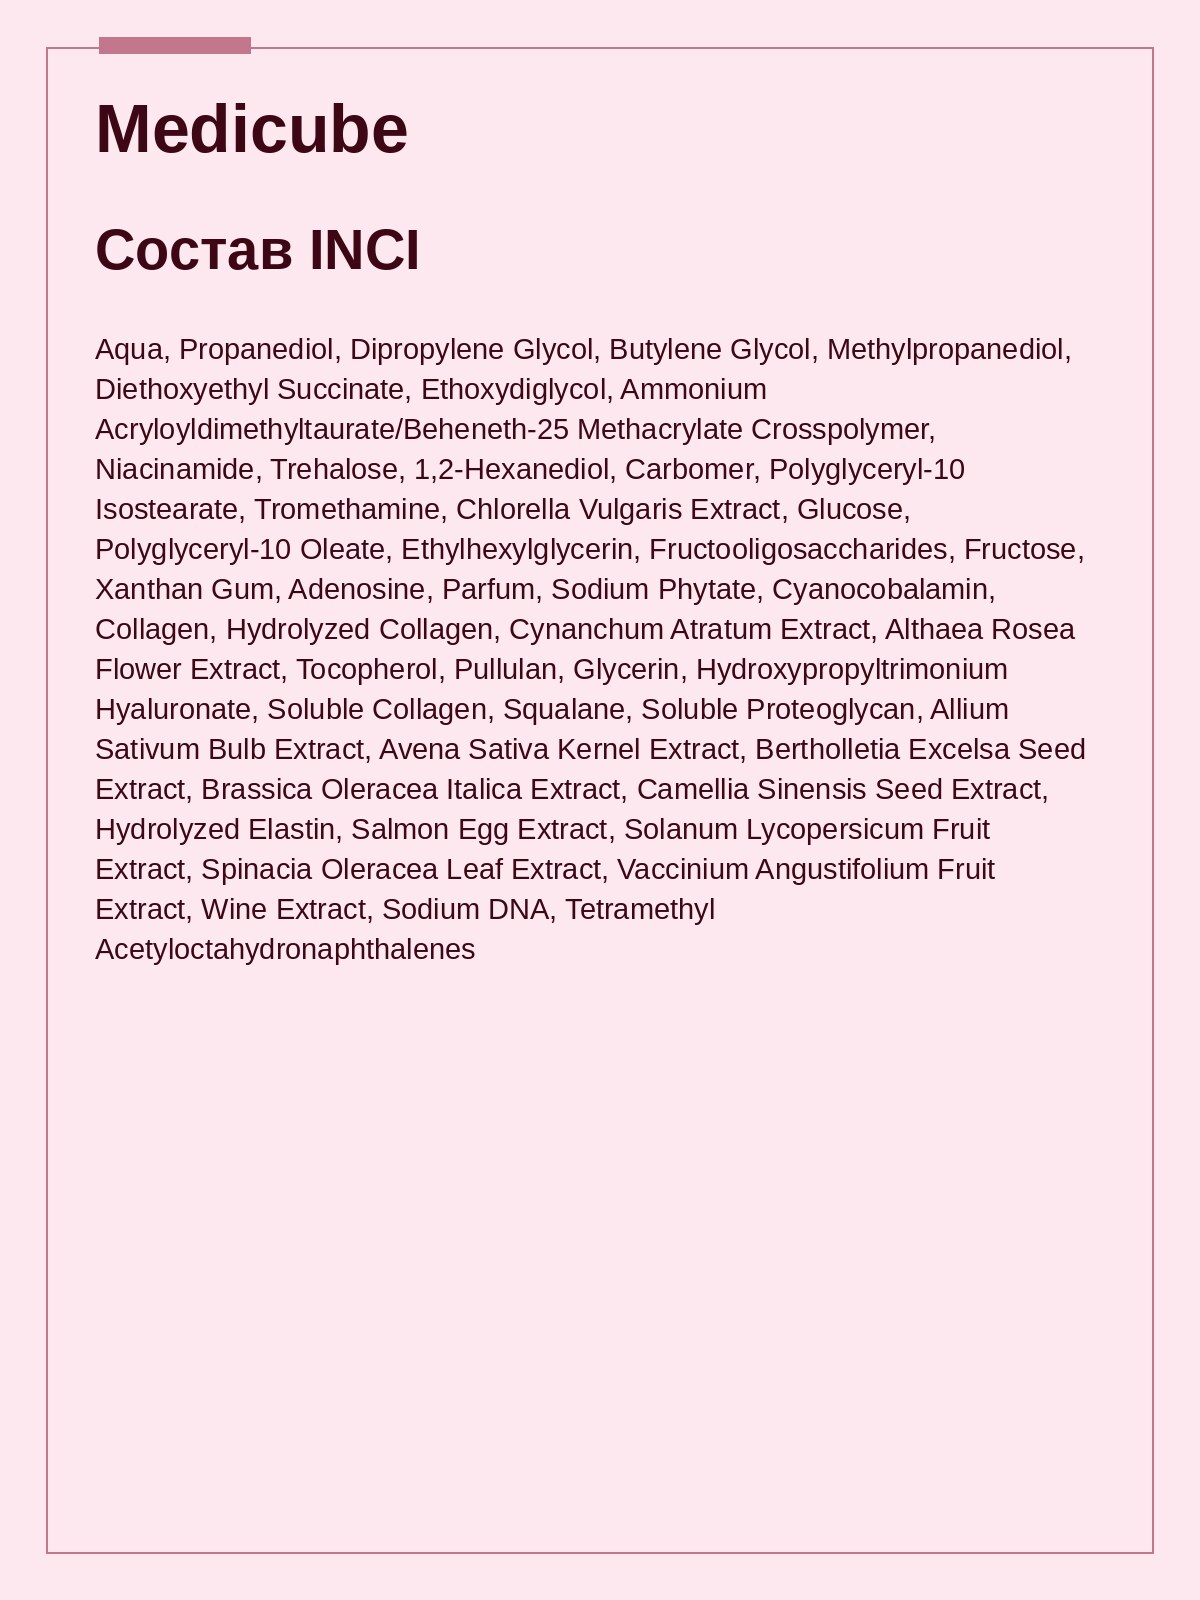 Medicube
Состав INCI
Aqua, Propanediol, Dipropylene Glycol, Butylene Glycol, Methylpropanediol,
Diethoxyethyl Succinate, Ethoxydiglycol, Ammonium
Acryloyldimethyltaurate/Beheneth-25 Methacrylate Crosspolymer,
Niacinamide, Trehalose, 1,2-Hexanediol, Carbomer, Polyglyceryl-10
Isostearate, Tromethamine, Chlorella Vulgaris Extract, Glucose,
Polyglyceryl-10 Oleate, Ethylhexylglycerin, Fructooligosaccharides, Fructose,
Xanthan Gum, Adenosine, Parfum, Sodium Phytate, Cyanocobalamin,
Collagen, Hydrolyzed Collagen, Cynanchum Atratum Extract, Althaea Rosea
Flower Extract, Tocopherol, Pullulan, Glycerin, Hydroxypropyltrimonium
Hyaluronate, Soluble Collagen, Squalane, Soluble Proteoglycan, Allium
Sativum Bulb Extract, Avena Sativa Kernel Extract, Bertholletia Excelsa Seed
Extract, Brassica Oleracea Italica Extract, Camellia Sinensis Seed Extract,
Hydrolyzed Elastin, Salmon Egg Extract, Solanum Lycopersicum Fruit
Extract, Spinacia Oleracea Leaf Extract, Vaccinium Angustifolium Fruit
Extract, Wine Extract, Sodium DNA, Tetramethyl
Acetyloctahydronaphthalenes